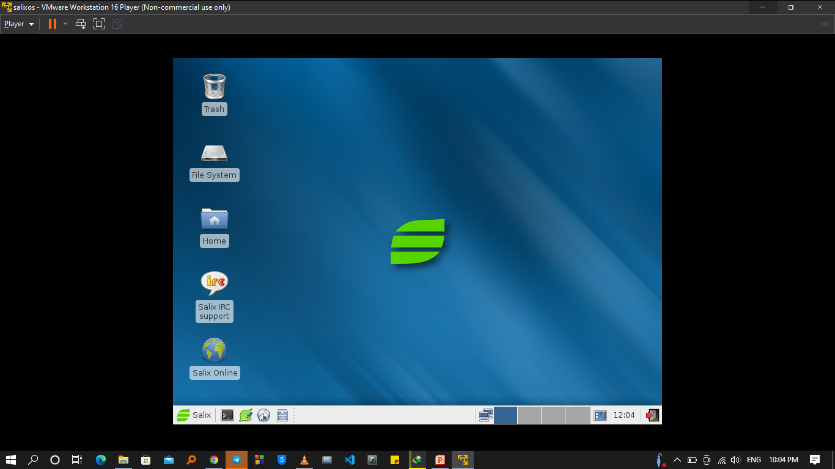 salixos - VMware Workstation 16 Player (Non-commercial use only)
Player
Trash
File System
Home
irc
Salix IRC
support
Salix Online
Salix
12:04
ENG
10:04 PM